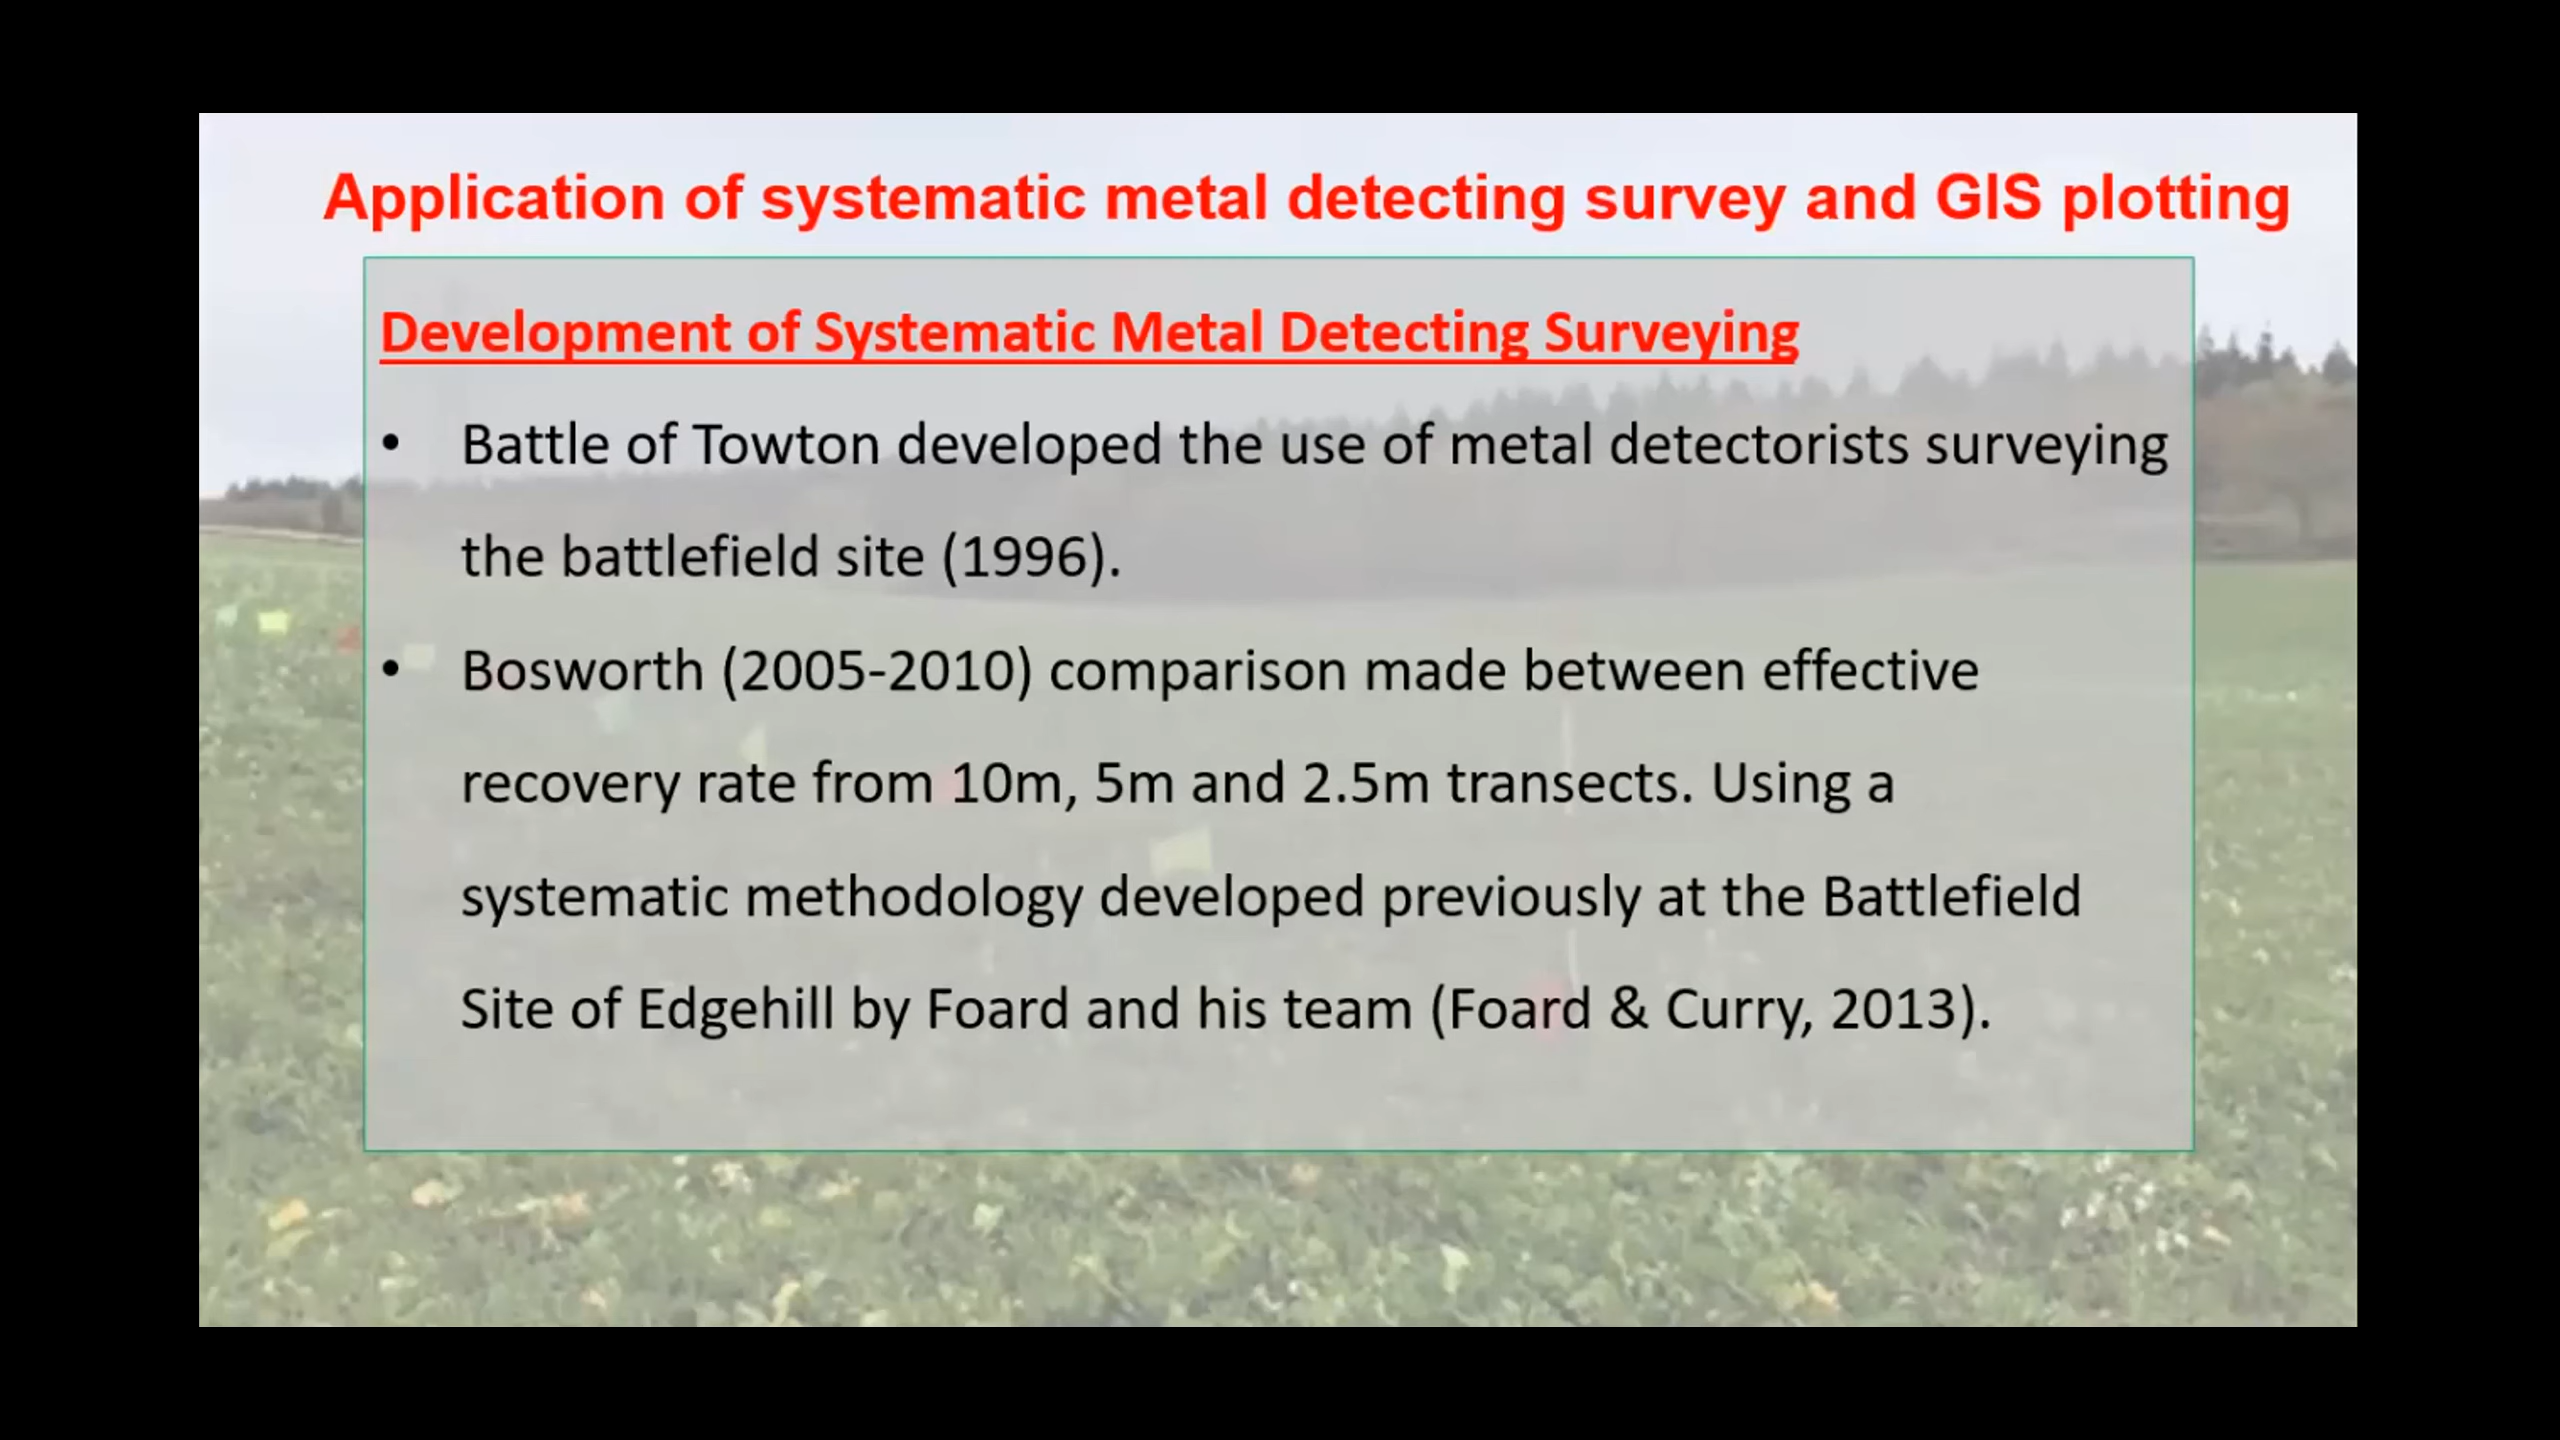 Application of systematic metal detecting survey and GIS plotting
Development of Systematic Metal Detecting Surveying
• Battle of Towton developed the use of metal detectorists surveying
the battlefield site (1996).
• Bosworth (2005-2010) comparison made between effective
recovery rate from 10m, 5m and 2.5m transects. Using a
systematic methodology developed previously at the Battlefield
Site of Edgehill by Foard and his team (Foard & Curry, 2013).